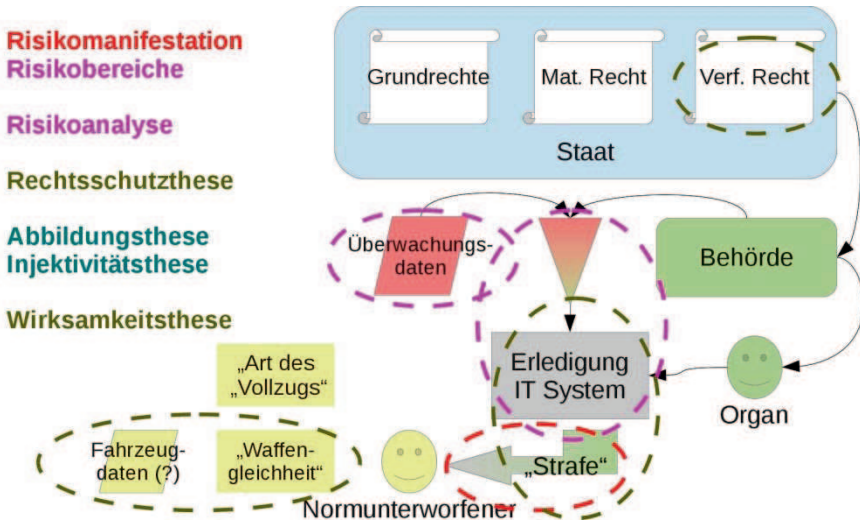 Risikomanifestation
Risikobereiche
Risikoanalyse
Rechtsschutzthese
Abbildungsthese
Injektivitätsthese
Wirksamkeitsthese
Grundrechte
Mat. Recht
Verf. Recht
Staat
Überwachungs-
daten
Behörde
Erledigung
IT System
Organ
„Art des
„Vollzugs“
Fahrzeug-
daten (?)
„Waffen-
gleichheit“
„Strafe“
Normunterworfener